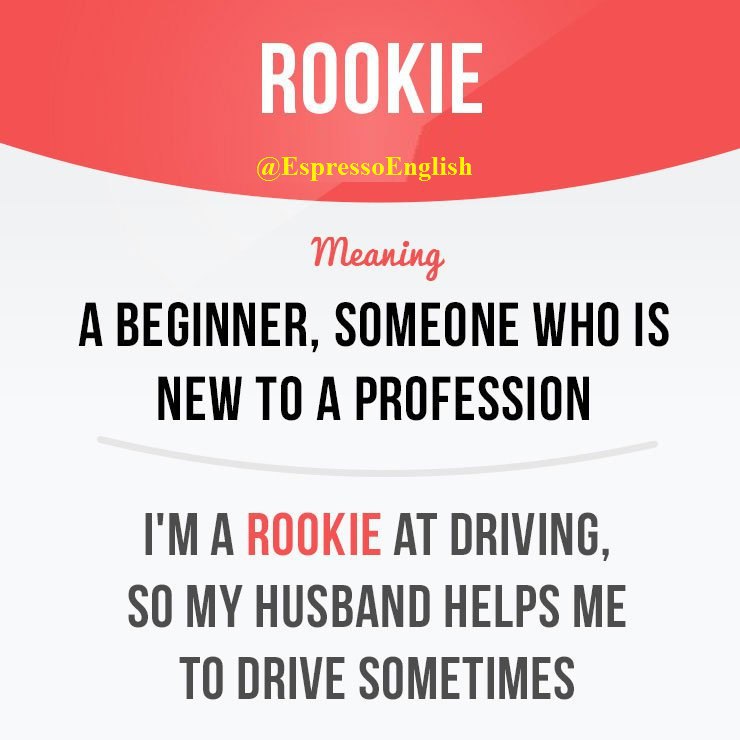 ROOKIE
@EspressoEnglish
Meaning
A BEGINNER, SOMEONE WHO IS
NEW TO A PROFESSION
I'M A ROOKIE AT DRIVING,
SO MY HUSBAND HELPS ME
TO DRIVE SOMETIMES